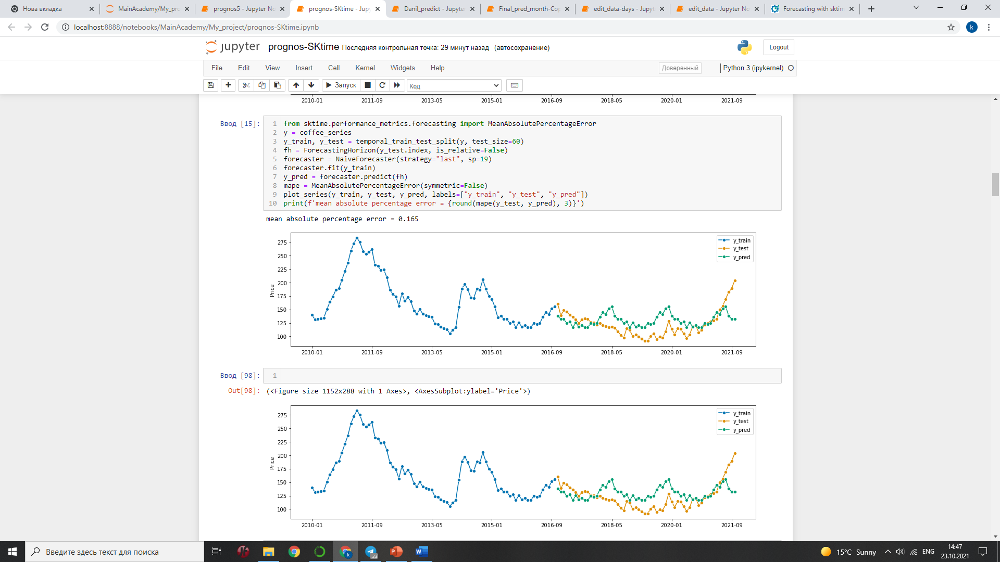 Нова вкладка
MainAcademy/My_pro
prognos5 - Jupyter No
prognos-SKtime - Jupy
Danil_predict - Jupyter
Final_pred_month-Cop
edit_data-days - Jupyt
edit_data - Jupyter No
Forecasting with sktim
localhost:8888/notebooks/MainAcademy/My_project/prognos-SKtime.ipynb
k
jupyter prognos-SKtime Последняя контрольная точка: 29 минут назад (автосохранение)
Logout
File Edit View Insert Cell Kernel Widgets Help
Доверенный
Python 3 (ipykernel)
Запуск
Код
2010-01 2011-09 2013-05 2015-01 2016-09 2018-05 2020-01 2021-09
Ввод [15]:
1 from sktime.performance_metrics.forecasting import MeanAbsolutePercentageError
2 y = coffee_series
3 y_train, y_test = temporal_train_test_split(y, test_size=60)
4 fh = ForecastingHorizon(y_test.index, is_relative=False)
5 forecaster = NaiveForecaster(strategy="last", sp=19)
6 forecaster.fit(y_train)
7 y_pred = forecaster.predict(fh)
8 mape = MeanAbsolutePercentageError(symmetric=False)
9 plot_series(y_train, y_test, y_pred, labels=["y_train", "y_test", "y_pred"])
10 print(f'mean absolute percentage error = {round(mape(y_test, y_pred), 3)}')
mean absolute percentage error = 0.165
275
250
225
200
175
150
125
100
Price
y_train
y_test
y_pred
2010-01 2011-09 2013-05 2015-01 2016-09 2018-05 2020-01 2021-09
Ввод [98]:
1
Out[98]:
(<Figure size 1152x288 with 1 Axes>, <AxesSubplot:ylabel='Price'>)
275
250
225
200
175
150
125
100
Price
y_train
y_test
y_pred
2010-01 2011-09 2013-05 2015-01 2016-09 2018-05 2020-01 2021-09
Введите здесь текст для поиска
k
23
15°C Sunny
ENG
14:47
23.10.2021